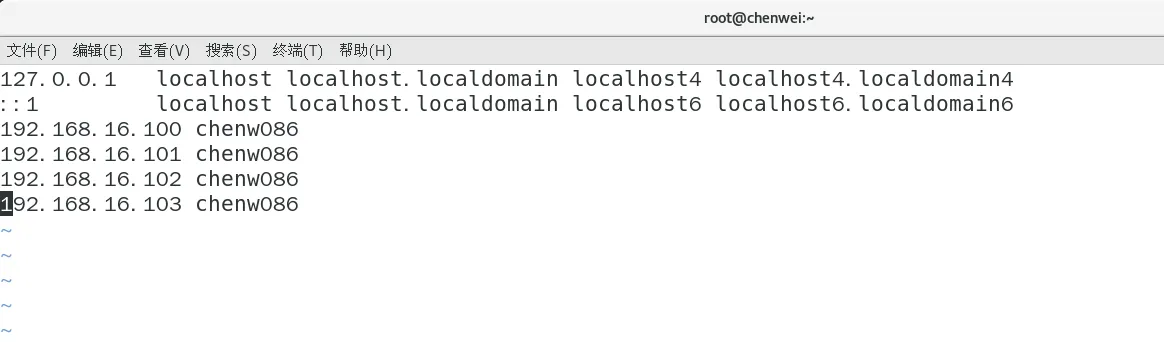 root@chenwei:~
文件(F) 编辑(E) 查看(V) 搜索(S) 终端(T) 帮助(H)
127.0.0.1   localhost localhost.localdomain localhost4 localhost4.localdomain4
::1         localhost localhost.localdomain localhost6 localhost6.localdomain6
192.168.16.100 chenw086
192.168.16.101 chenw086
192.168.16.102 chenw086
192.168.16.103 chenw086
~
~
~
~
~